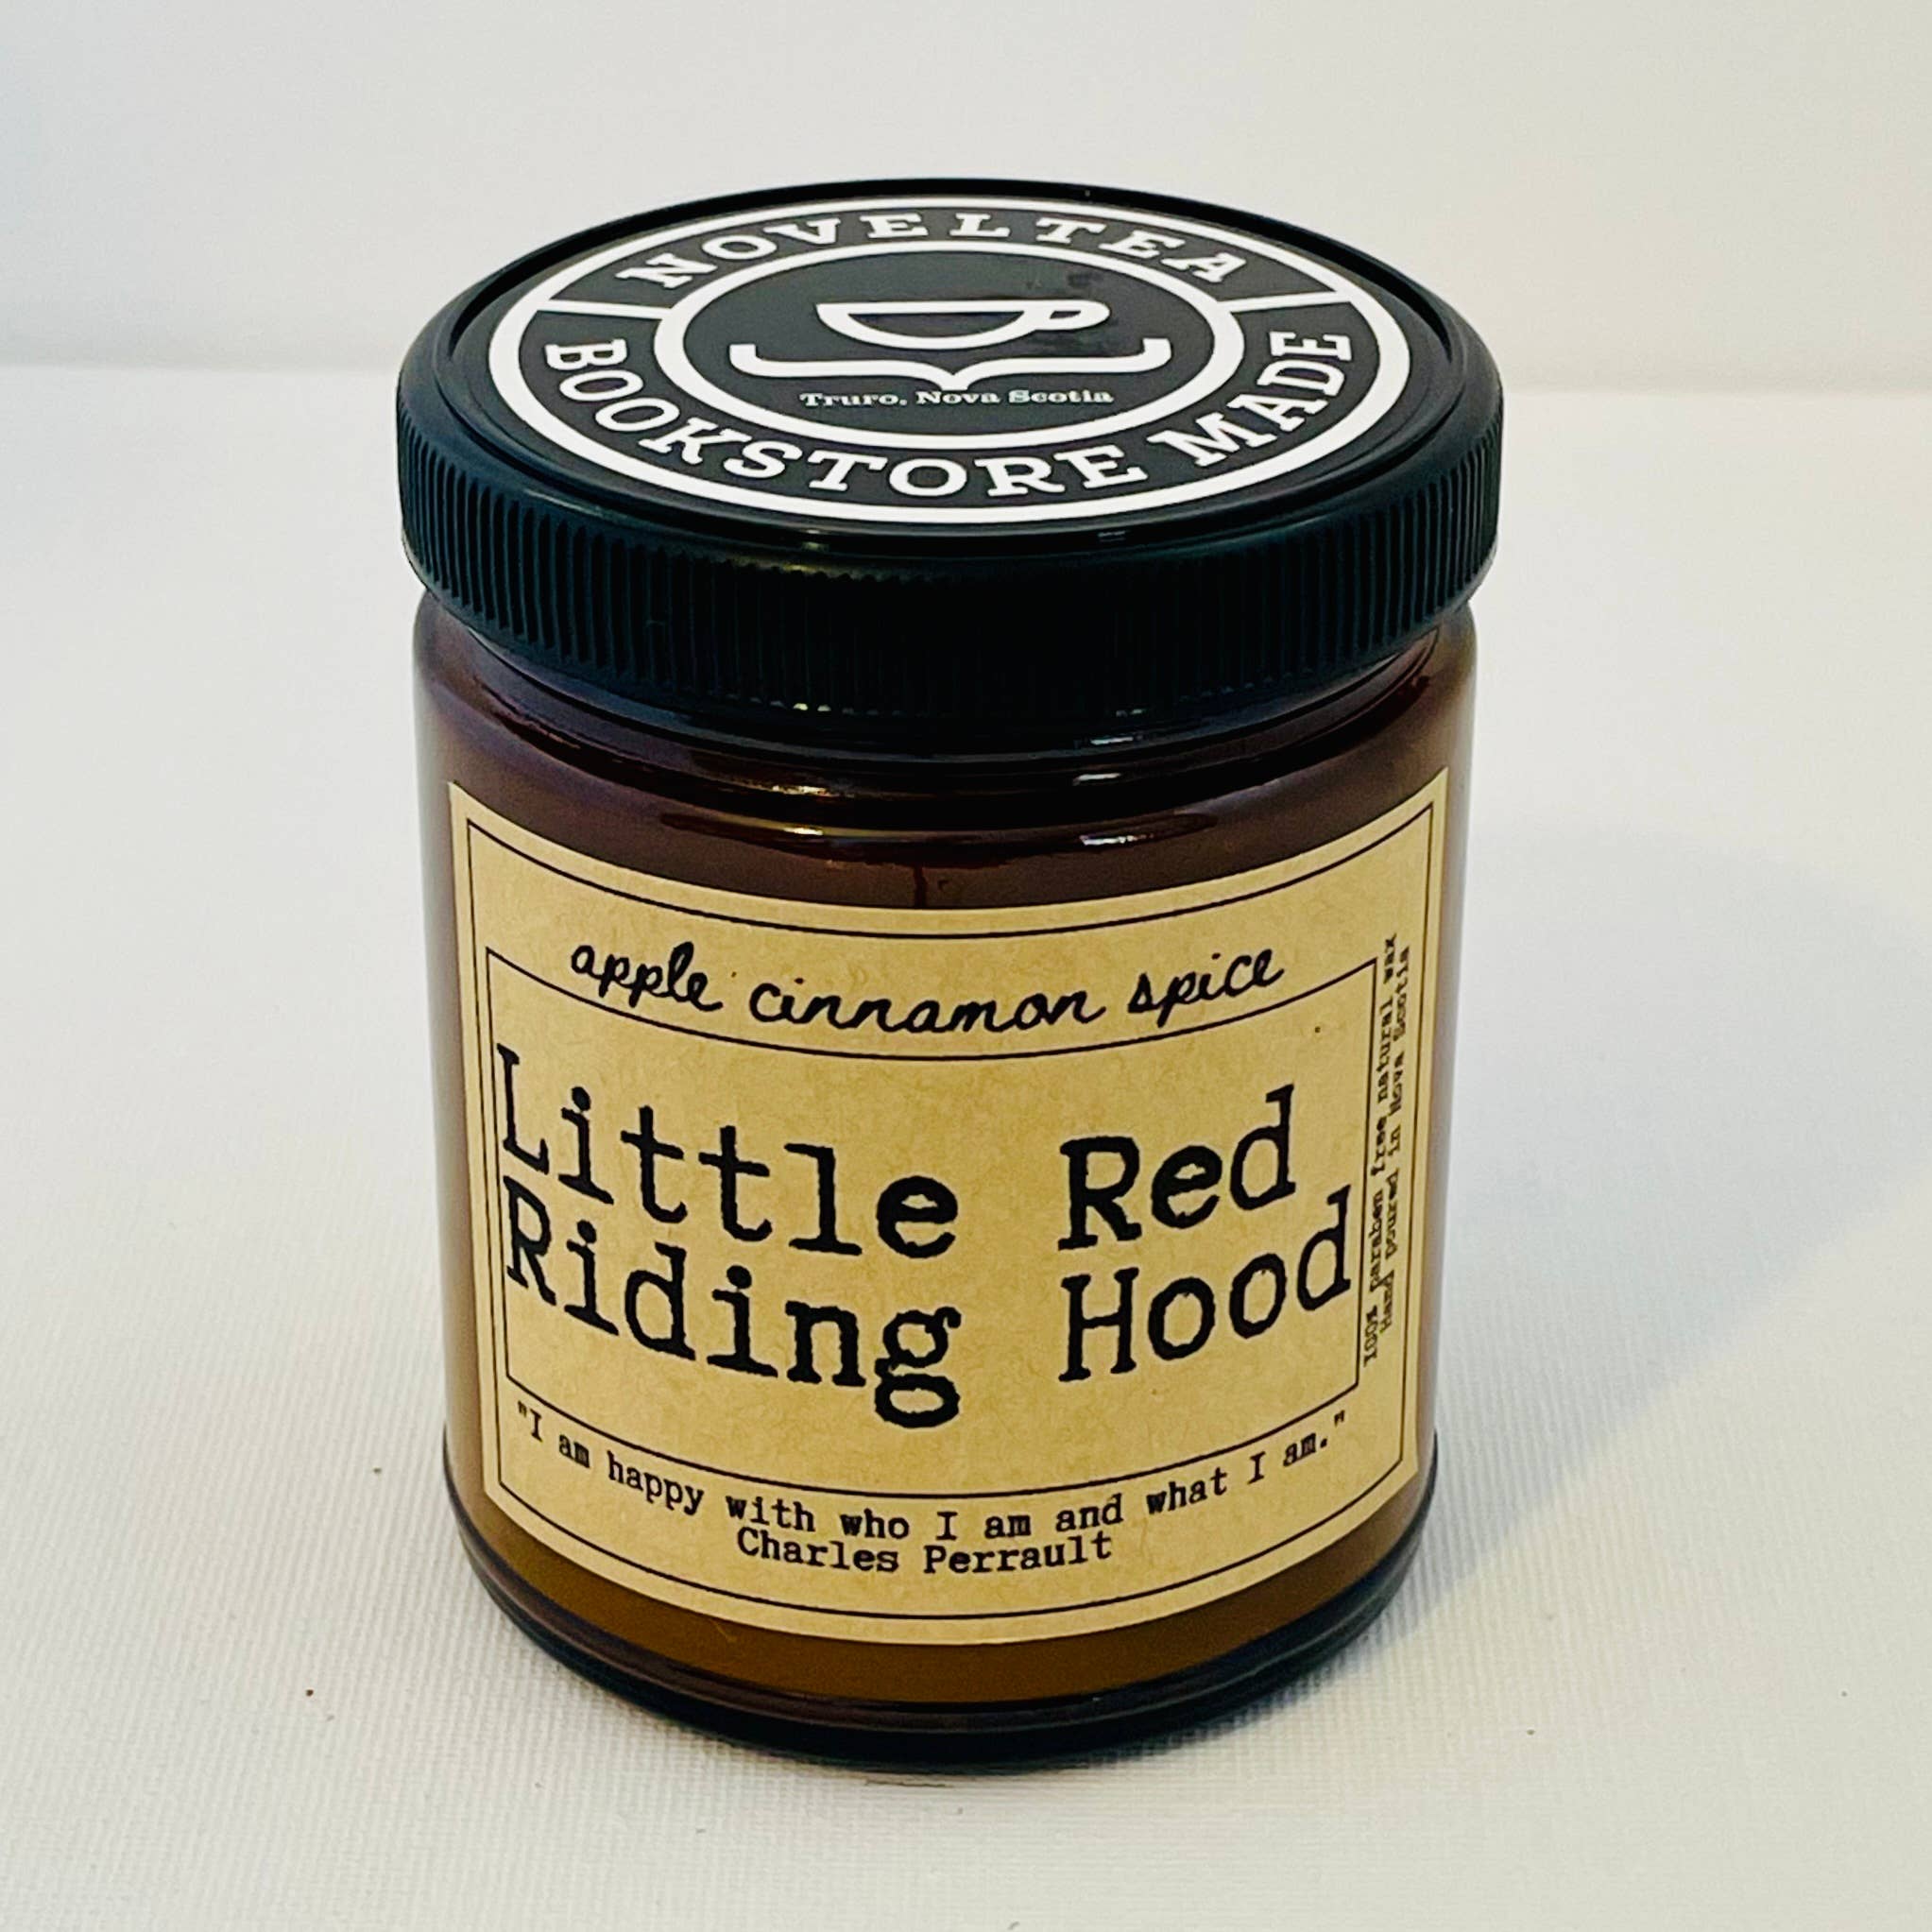 NOVELTEA
Truro, Nova Scotia
BOOKSTORE MADE
apple cinnamon spice
Little Red
Riding Hood
100% paraben free natural wax
Hand poured in Nova Scotia
"I am happy with who I am and what I am."
Charles Perrault